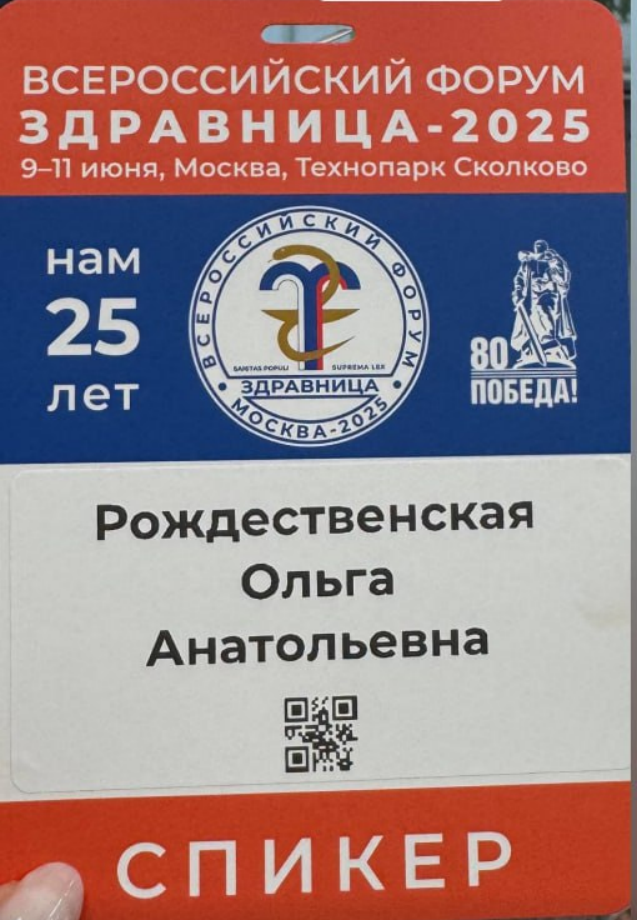 ВСЕРОССИЙСКИЙ ФОРУМ
ЗДРАВНИЦА-2025
9–11 июня, Москва, Технопарк Сколково
нам
25
лет
ВСЕРОССИЙСКИЙ ФОРУМ
SANITAS POPULI SUPREMA LEX
ЗДРАВНИЦА
МОСКВА-2025
80
ПОБЕДА!
Рождественская
Ольга
Анатольевна
СПИКЕР